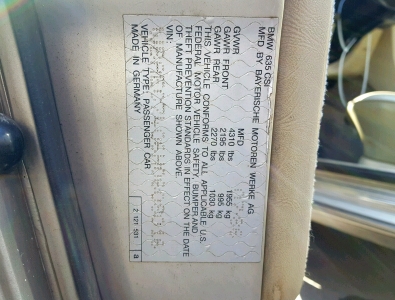 BMW 635 CSI
MFD BY BAYERISCHE MOTOREN WERKE AG
MFD
GVWR 4310 lbs 1955 kg
GAWR FRONT 2195 lbs 995 kg
GAWR REAR 2270 lbs 1030 kg
THIS VEHICLE CONFORMS TO ALL APPLICABLE U.S.
FEDERAL MOTOR VEHICLE SAFETY, BUMPER AND
THEFT PREVENTION STANDARDS IN EFFECT ON THE DATE
OF MANUFACTURE SHOWN ABOVE.
VIN:
VEHICLE TYPE: PASSENGER CAR
MADE IN GERMANY
2 121 531 a